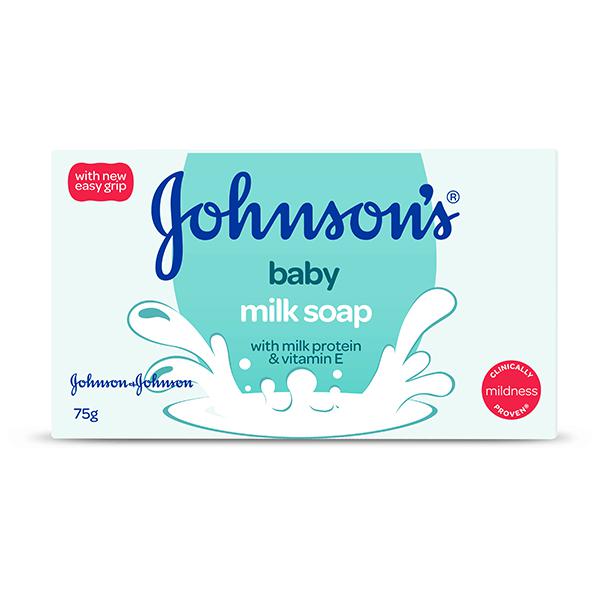 with new
easy grip
Johnson's®
baby
milk soap
with milk protein
& vitamin E
Johnson & Johnson
75g
CLINICALLY
mildness
PROVEN®